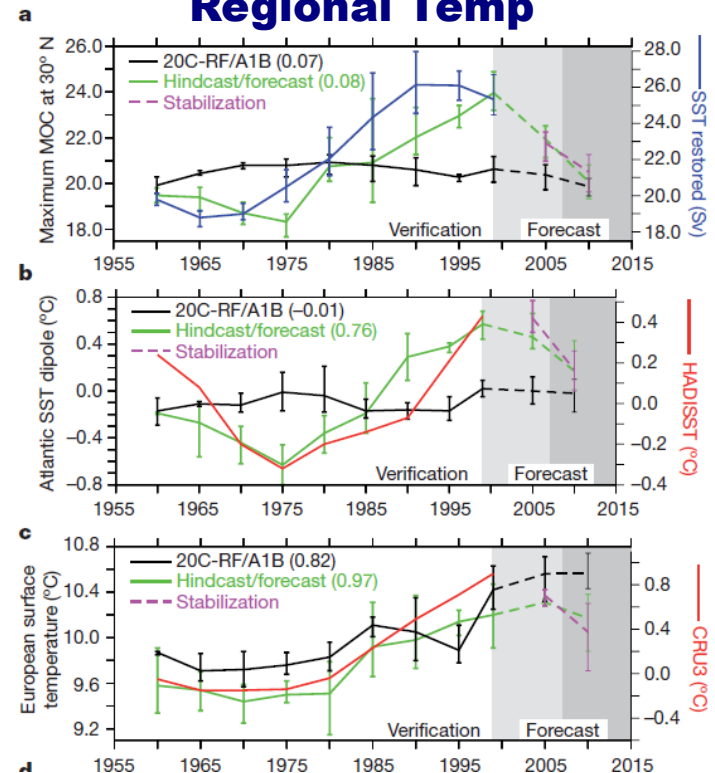 Regional Temp
a
26.0
24.0
22.0
20.0
18.0
Maximum MOC at 30° N
20C-RF/A1B (0.07)
Hindcast/forecast (0.08)
Stabilization
Verification
Forecast
28.0
26.0
24.0
22.0
20.0
18.0
SST restored (Sv)
1955 1965 1975 1985 1995 2005 2015
b
0.8
0.4
0.0
–0.4
–0.8
Atlantic SST dipole (°C)
20C-RF/A1B (–0.01)
Hindcast/forecast (0.76)
Stabilization
Verification
Forecast
0.4
0.2
0.0
–0.2
–0.4
HADISST (°C)
1955 1965 1975 1985 1995 2005 2015
c
10.8
10.4
10.0
9.6
9.2
European surface
temperature (°C)
20C-RF/A1B (0.82)
Hindcast/forecast (0.97)
Stabilization
Verification
Forecast
0.8
0.4
0.0
–0.4
CRU3 (°C)
1955 1965 1975 1985 1995 2005 2015
d